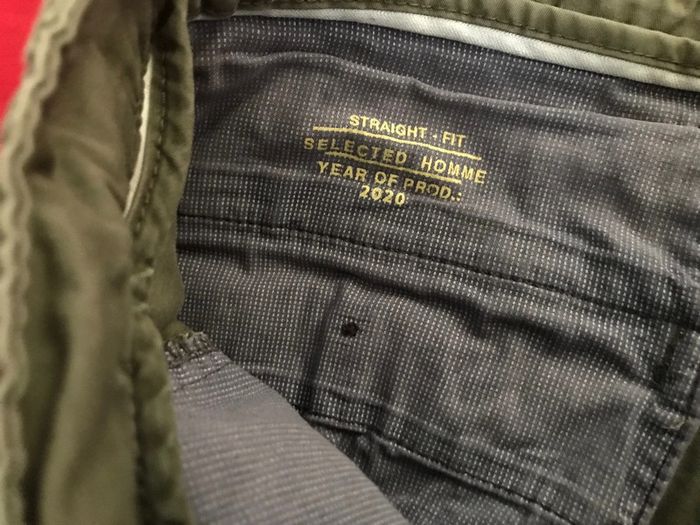 STRAIGHT - FIT
SELECTED HOMME
YEAR OF PROD.:
2020